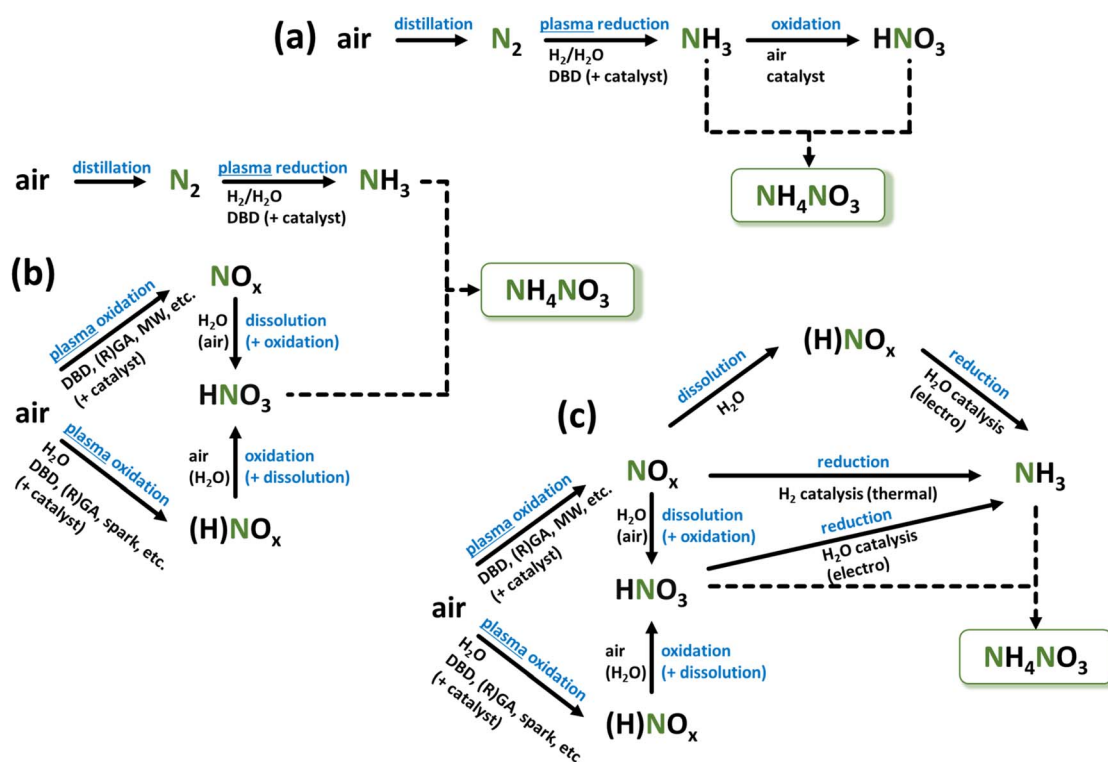 (a)
air
distillation
N₂
plasma reduction
H₂/H₂O
DBD (+ catalyst)
NH₃
oxidation
air
catalyst
HNO₃
NH₄NO₃
air
distillation
N₂
plasma reduction
H₂/H₂O
DBD (+ catalyst)
NH₃
(b)
air
plasma oxidation
DBD, (R)GA, MW, etc.
(+ catalyst)
NOₓ
H₂O
(air)
dissolution
(+ oxidation)
HNO₃
NH₄NO₃
plasma oxidation
H₂O
DBD, (R)GA, spark, etc.
(+ catalyst)
air
(H₂O)
oxidation
(+ dissolution)
(H)NOₓ
(c)
air
plasma oxidation
DBD, (R)GA, MW, etc.
(+ catalyst)
NOₓ
dissolution
H₂O
(H)NOₓ
reduction
H₂O catalysis
(electro)
reduction
H₂ catalysis (thermal)
NH₃
H₂O
(air)
dissolution
(+ oxidation)
reduction
H₂O catalysis
(electro)
HNO₃
plasma oxidation
H₂O
DBD, (R)GA, spark, etc
(+ catalyst)
air
(H₂O)
oxidation
(+ dissolution)
(H)NOₓ
NH₄NO₃